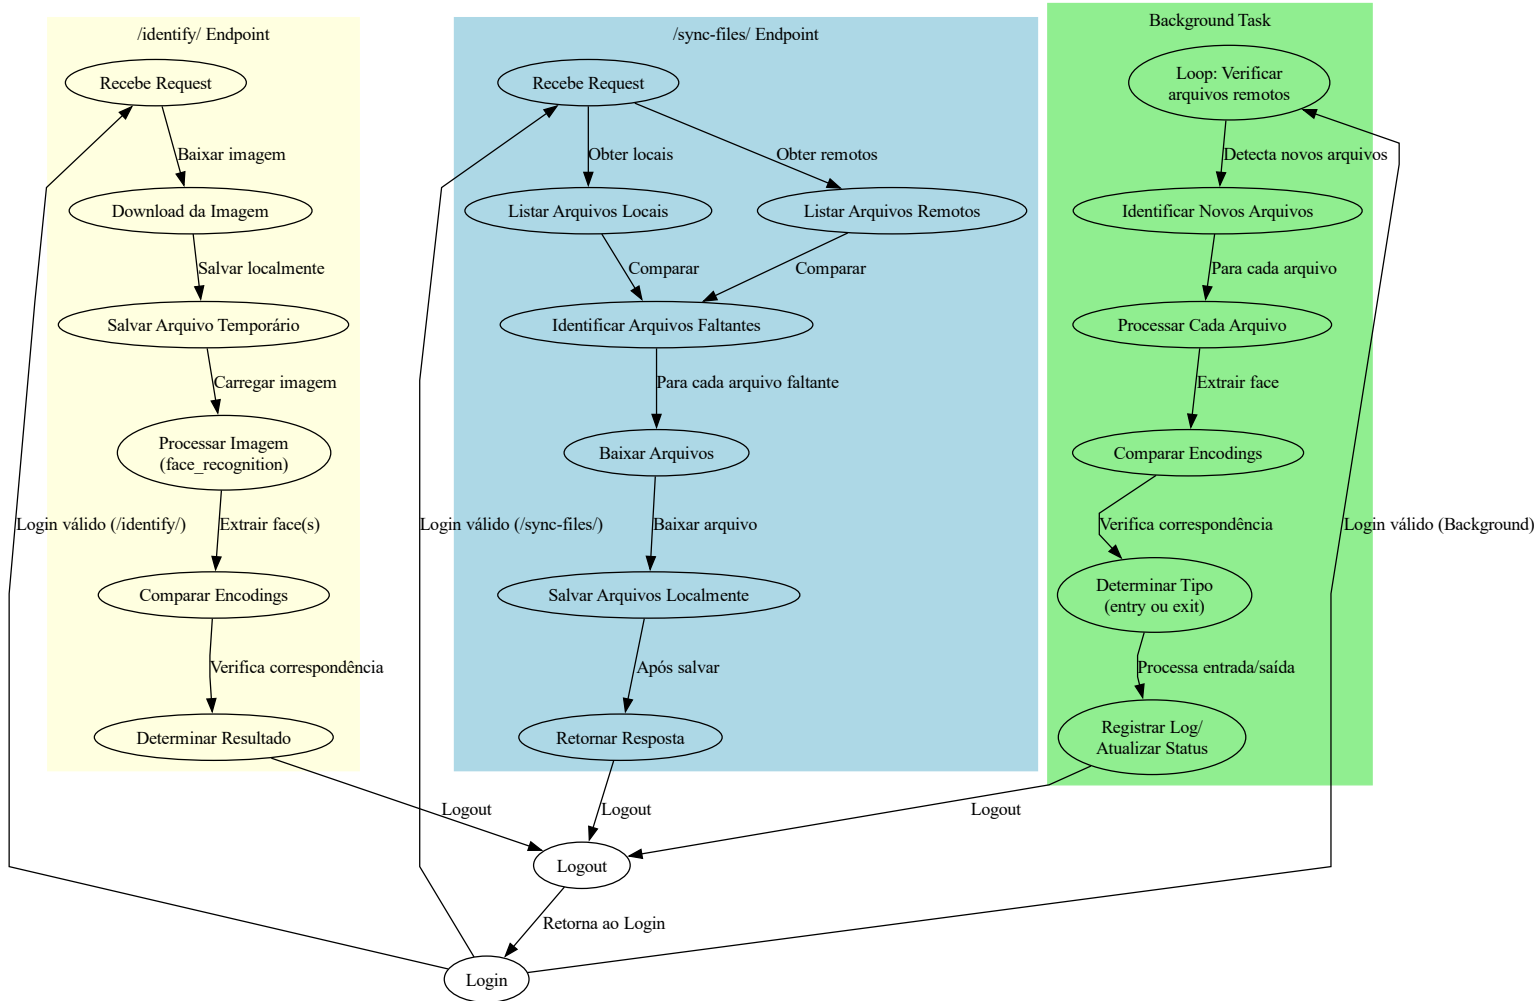 /identify/ Endpoint
Recebe Request
Baixar imagem
Download da Imagem
Salvar localmente
Salvar Arquivo Temporário
Carregar imagem
Processar Imagem
(face_recognition)
Login válido (/identify/)
Extrair face(s)
Comparar Encodings
Verifica correspondência
Determinar Resultado
Logout
/sync-files/ Endpoint
Recebe Request
Obter locais
Obter remotos
Listar Arquivos Locais
Listar Arquivos Remotos
Comparar
Comparar
Identificar Arquivos Faltantes
Para cada arquivo faltante
Baixar Arquivos
Login válido (/sync-files/)
Baixar arquivo
Salvar Arquivos Localmente
Após salvar
Retornar Resposta
Logout
Background Task
Loop: Verificar
arquivos remotos
Detecta novos arquivos
Identificar Novos Arquivos
Para cada arquivo
Processar Cada Arquivo
Extrair face
Comparar Encodings
Verifica correspondência
Login válido (Background)
Determinar Tipo
(entry ou exit)
Processa entrada/saída
Registrar Log/
Atualizar Status
Logout
Logout
Retorna ao Login
Login